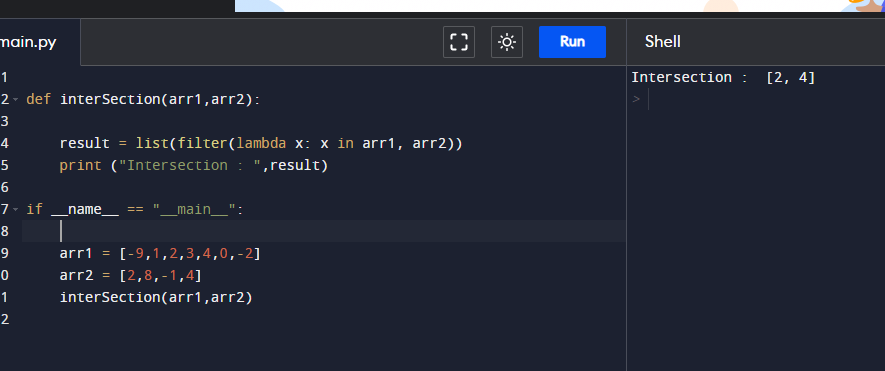 main.py
Run
Shell
1
2 def interSection(arr1,arr2):
3
4 result = list(filter(lambda x: x in arr1, arr2))
5 print ("Intersection : ",result)
6
7 if __name__ == "__main__":
8
9 arr1 = [-9,1,2,3,4,0,-2]
0 arr2 = [2,8,-1,4]
1 interSection(arr1,arr2)
2
Intersection :  [2, 4]
>